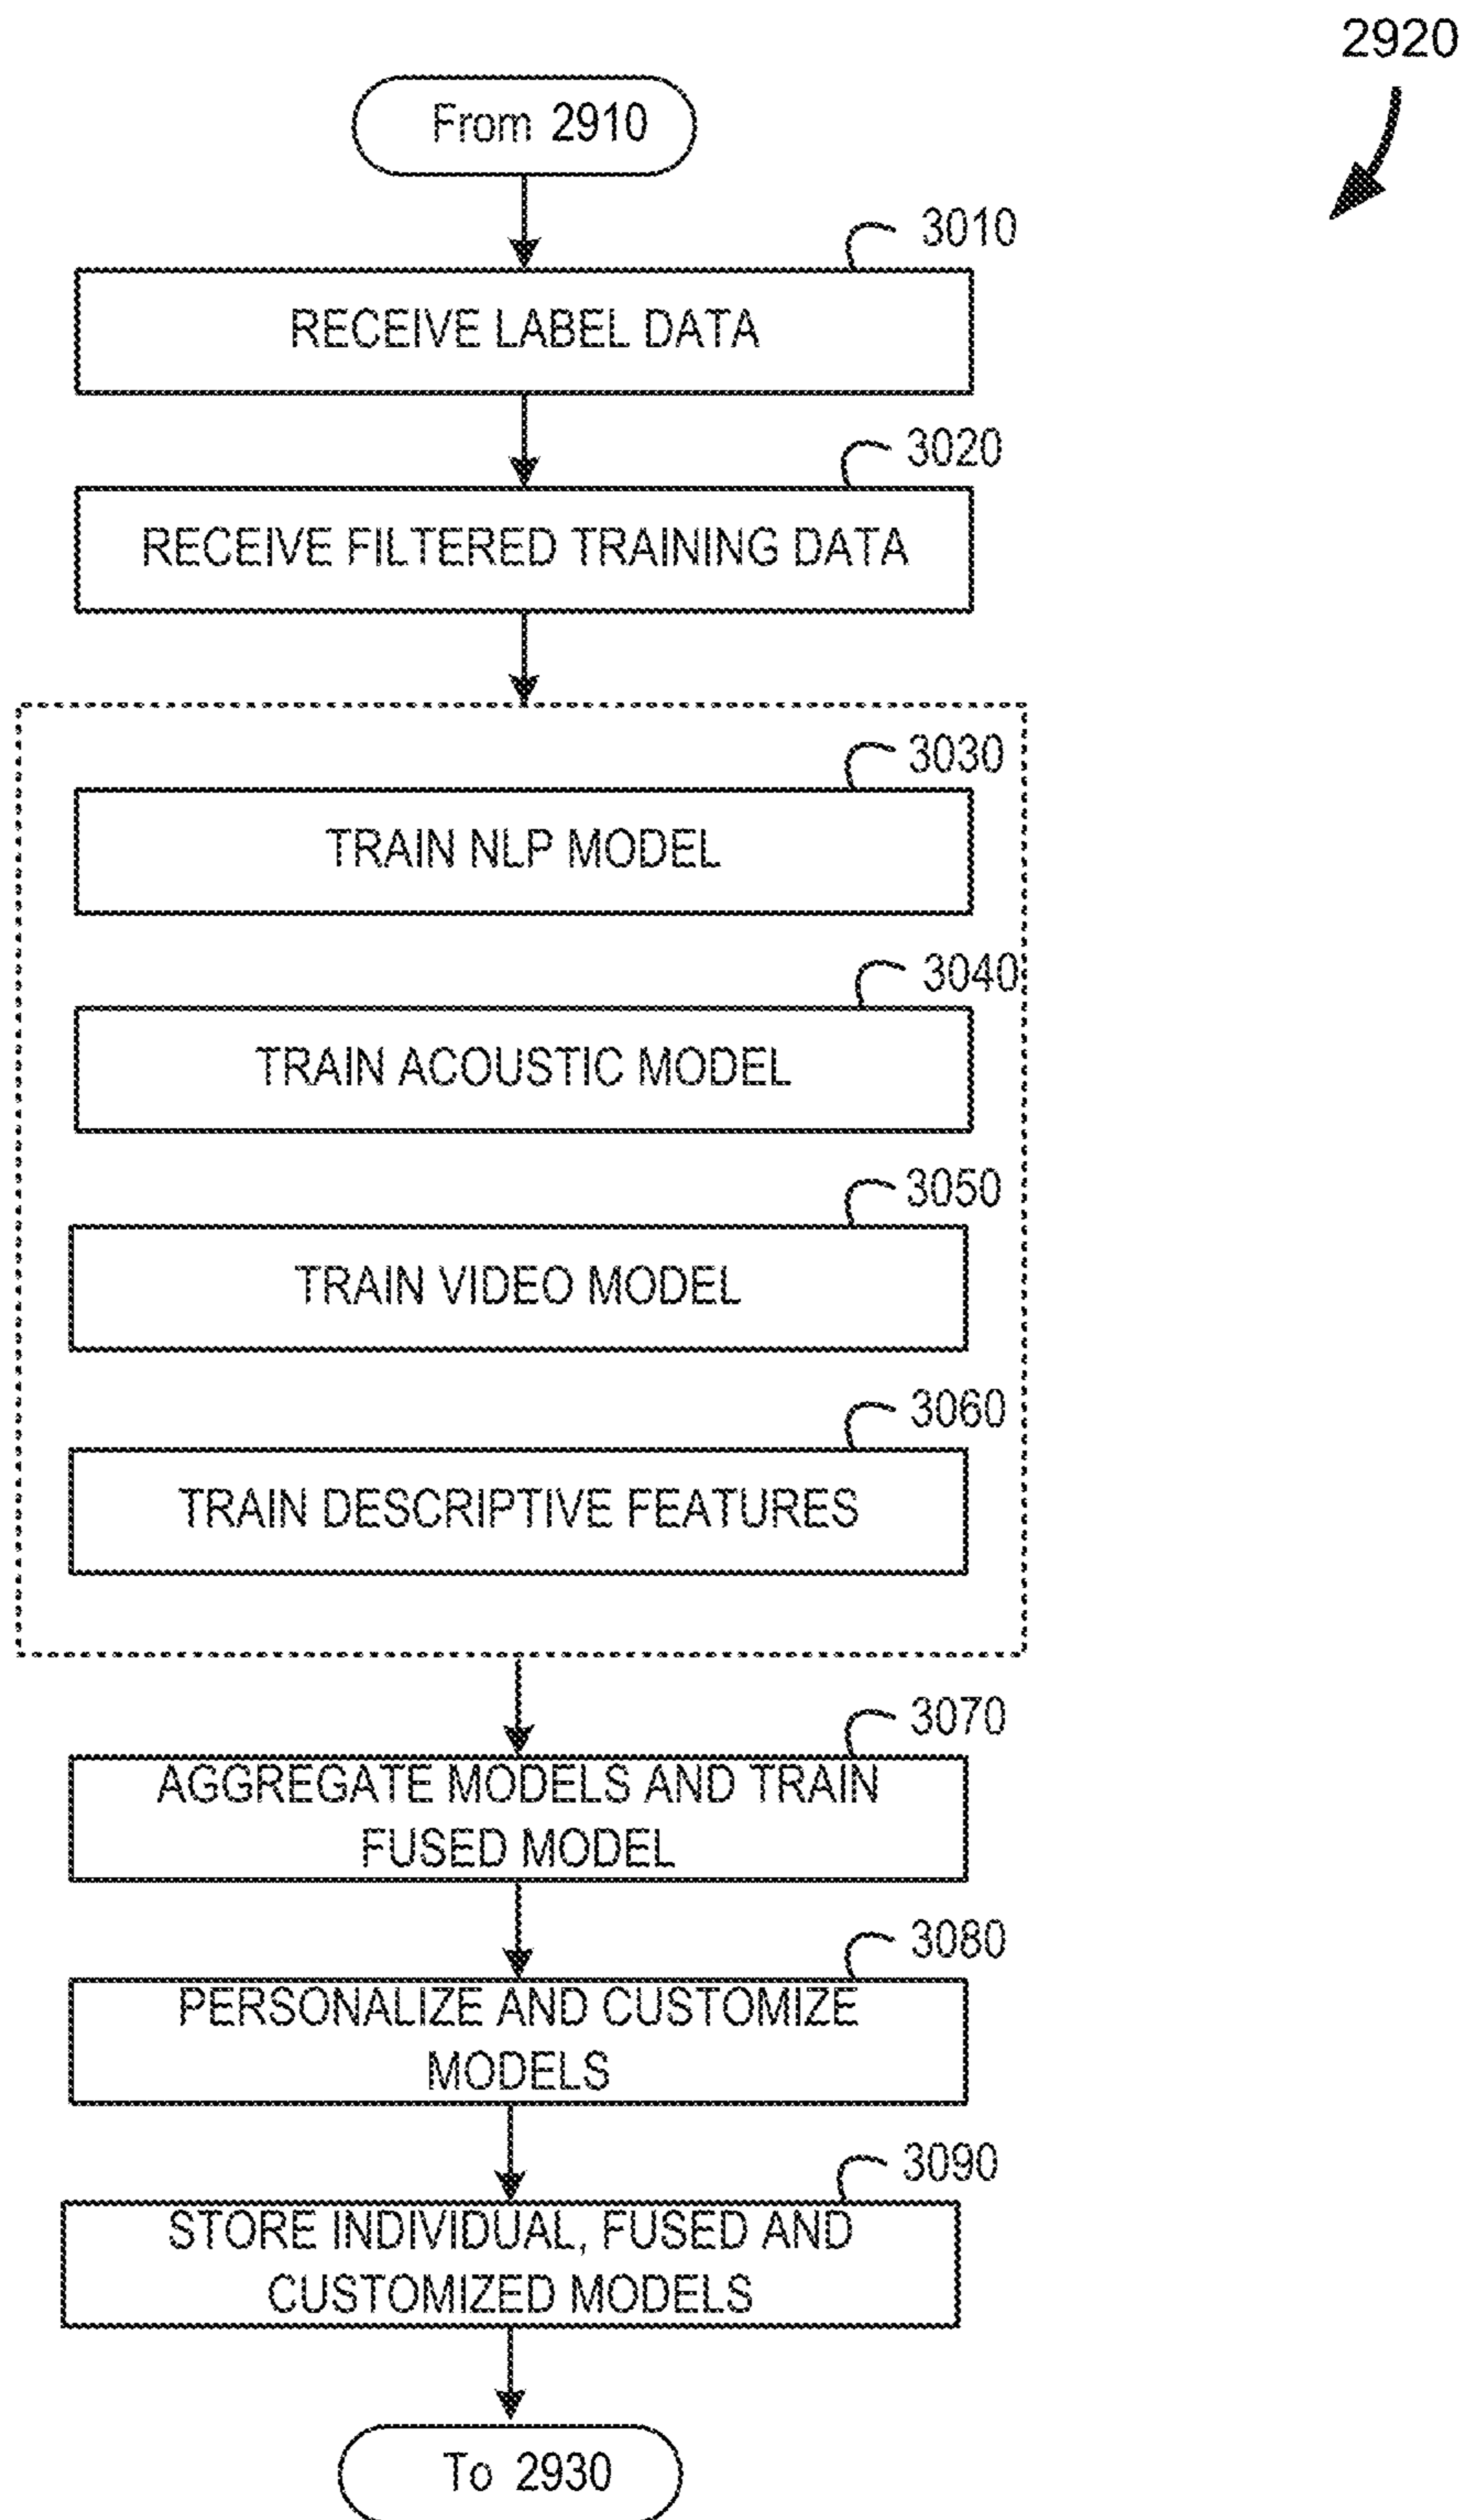 2920
From 2910
3010
RECEIVE LABEL DATA
3020
RECEIVE FILTERED TRAINING DATA
3030
TRAIN NLP MODEL
3040
TRAIN ACOUSTIC MODEL
3050
TRAIN VIDEO MODEL
3060
TRAIN DESCRIPTIVE FEATURES
3070
AGGREGATE MODELS AND TRAIN
FUSED MODEL
3080
PERSONALIZE AND CUSTOMIZE
MODELS
3090
STORE INDIVIDUAL, FUSED AND
CUSTOMIZED MODELS
To 2930